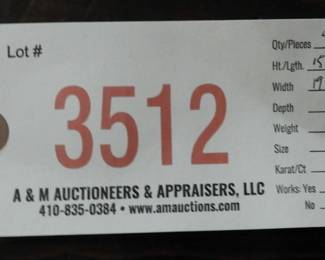 Lot #
3512
A & M AUCTIONEERS & APPRAISERS, LLC
410-835-0384 • www.amauctions.com
Qty/Pieces
Ht./Lgth. 15
Width 19
Depth
Weight
Size
Karat/Ct
Works: Yes
No